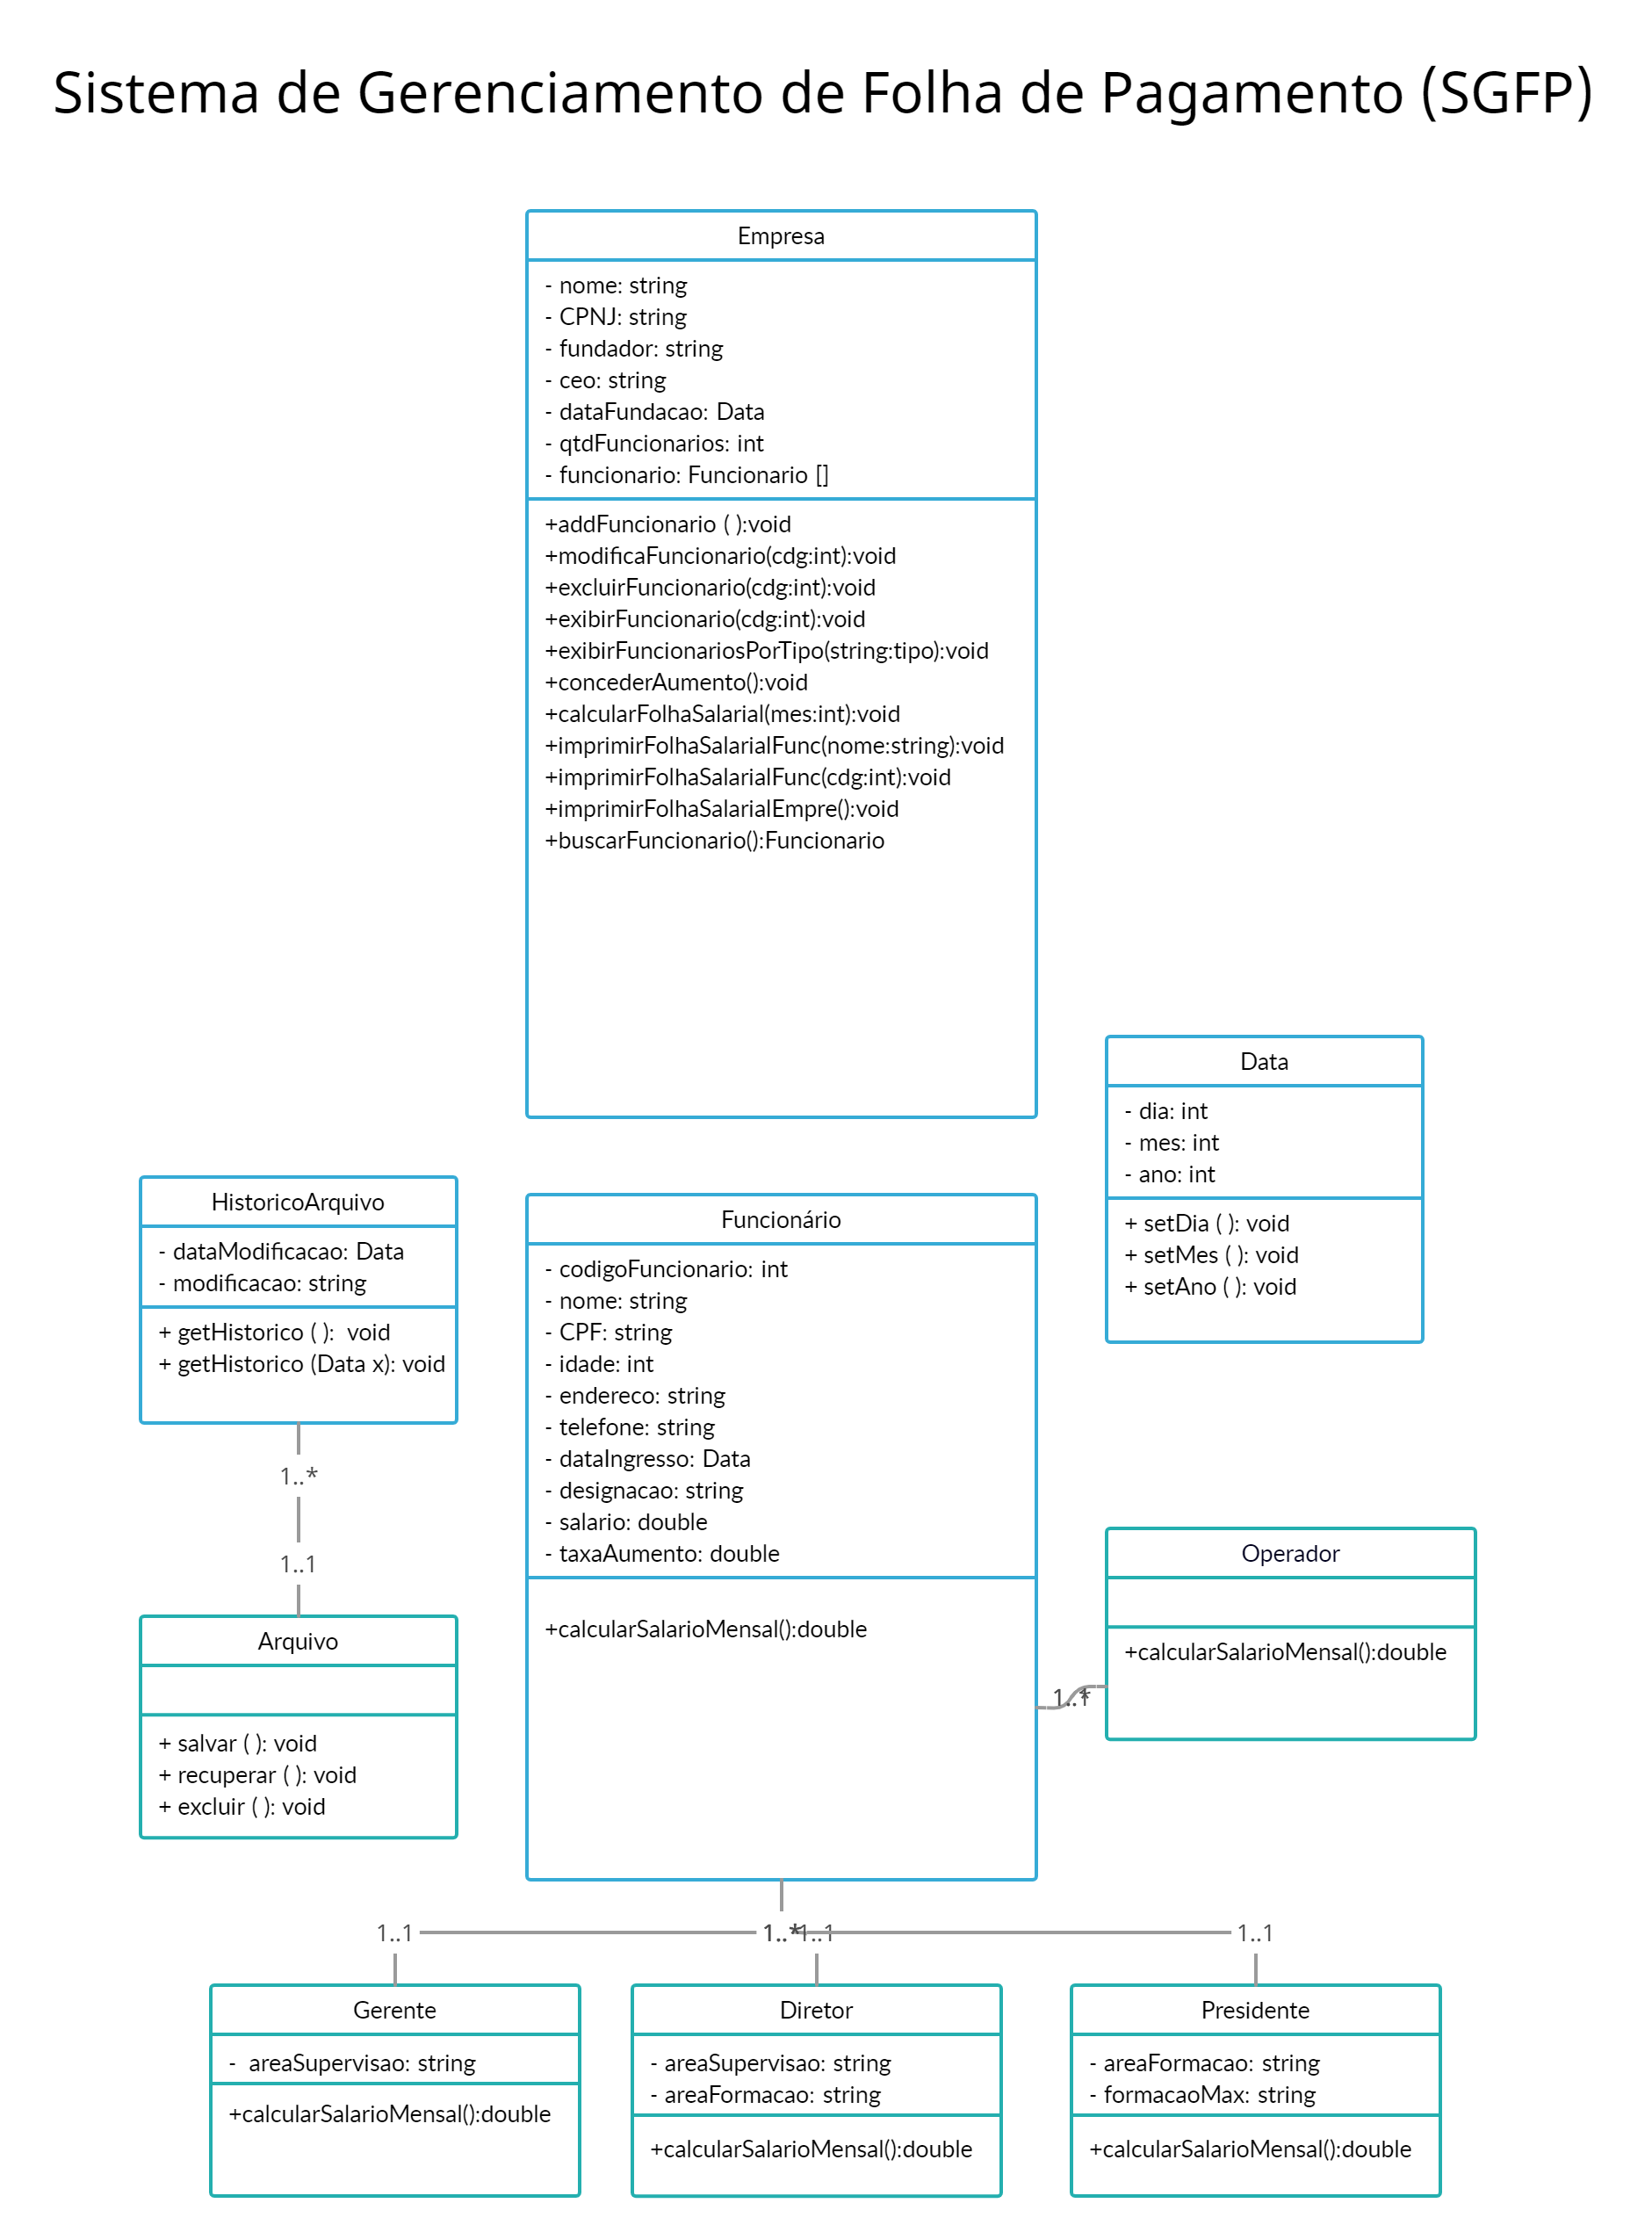 Sistema de Gerenciamento de Folha de Pagamento (SGFP)
Empresa
- nome: string
- CPNJ: string
- fundador: string
- ceo: string
- dataFundacao: Data
- qtdFuncionarios: int
- funcionario: Funcionario []
+addFuncionario ( ):void
+modificaFuncionario(cdg:int):void
+excluirFuncionario(cdg:int):void
+exibirFuncionario(cdg:int):void
+exibirFuncionariosPorTipo(string:tipo):void
+concederAumento():void
+calcularFolhaSalarial(mes:int):void
+imprimirFolhaSalarialFunc(nome:string):void
+imprimirFolhaSalarialFunc(cdg:int):void
+imprimirFolhaSalarialEmpre():void
+buscarFuncionario():Funcionario
Data
- dia: int
- mes: int
- ano: int
+ setDia ( ): void
+ setMes ( ): void
+ setAno ( ): void
HistoricoArquivo
- dataModificacao: Data
- modificacao: string
+ getHistorico ( ):  void
+ getHistorico (Data x): void
1..*
1..1
Arquivo
+ salvar ( ): void
+ recuperar ( ): void
+ excluir ( ): void
Funcionário
- codigoFuncionario: int
- nome: string
- CPF: string
- idade: int
- endereco: string
- telefone: string
- dataIngresso: Data
- designacao: string
- salario: double
- taxaAumento: double
+calcularSalarioMensal():double
Operador
+calcularSalarioMensal():double
1..*
1..1
1..1
1..*
1..1
1..1
Gerente
-  areaSupervisao: string
+calcularSalarioMensal():double
Diretor
- areaSupervisao: string
- areaFormacao: string
+calcularSalarioMensal():double
Presidente
- areaFormacao: string
- formacaoMax: string
+calcularSalarioMensal():double